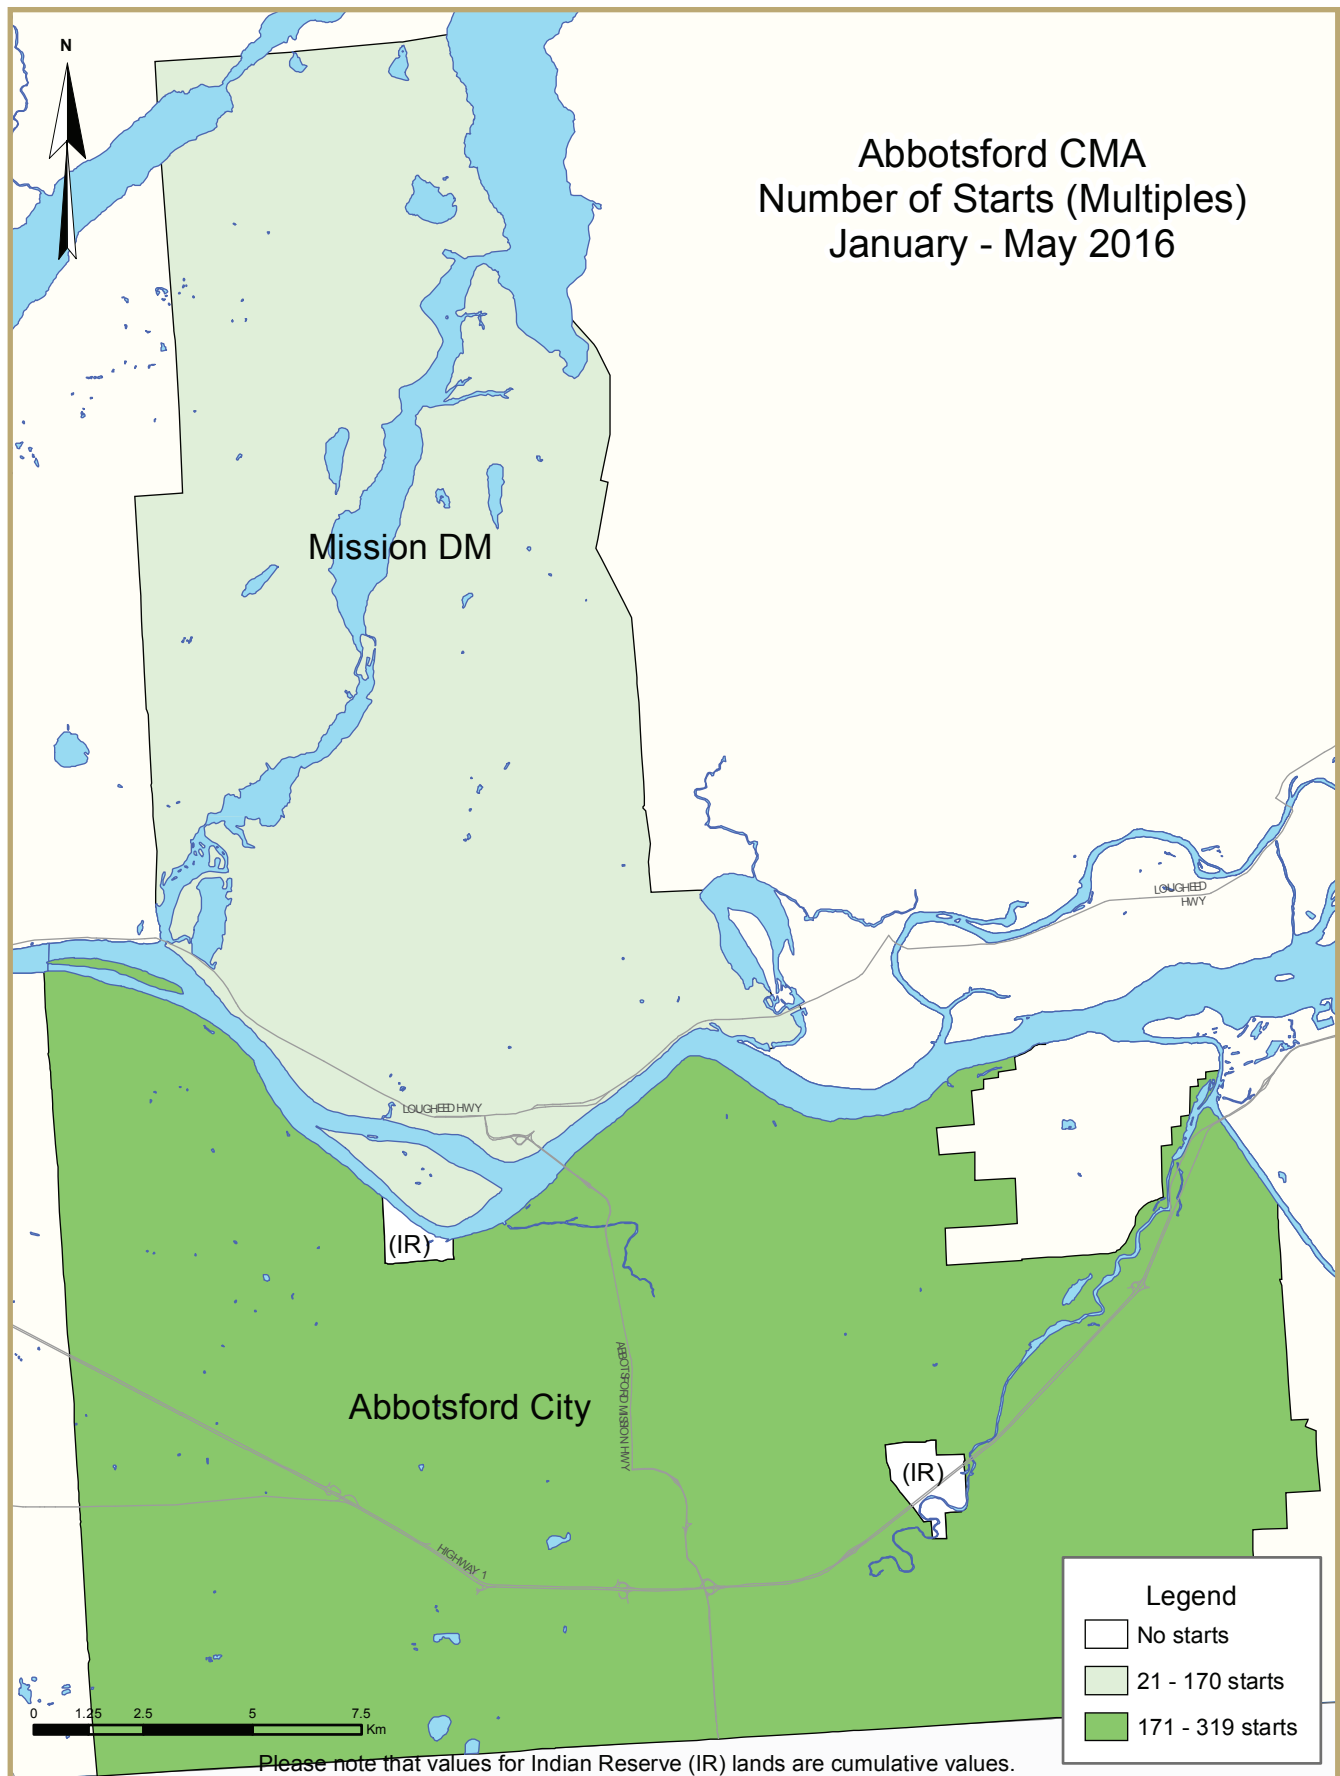 N
Abbotsford CMA
Number of Starts (Multiples)
January - May 2016
Mission DM
LOUGHEED
HWY
LOUGHEED HWY
(IR)
ABBOTSFORD MISSION HWY
Abbotsford City
(IR)
HIGHWAY 1
Legend
No starts
21 - 170 starts
171 - 319 starts
0 1.25 2.5 5 7.5
Km
Please note that values for Indian Reserve (IR) lands are cumulative values.